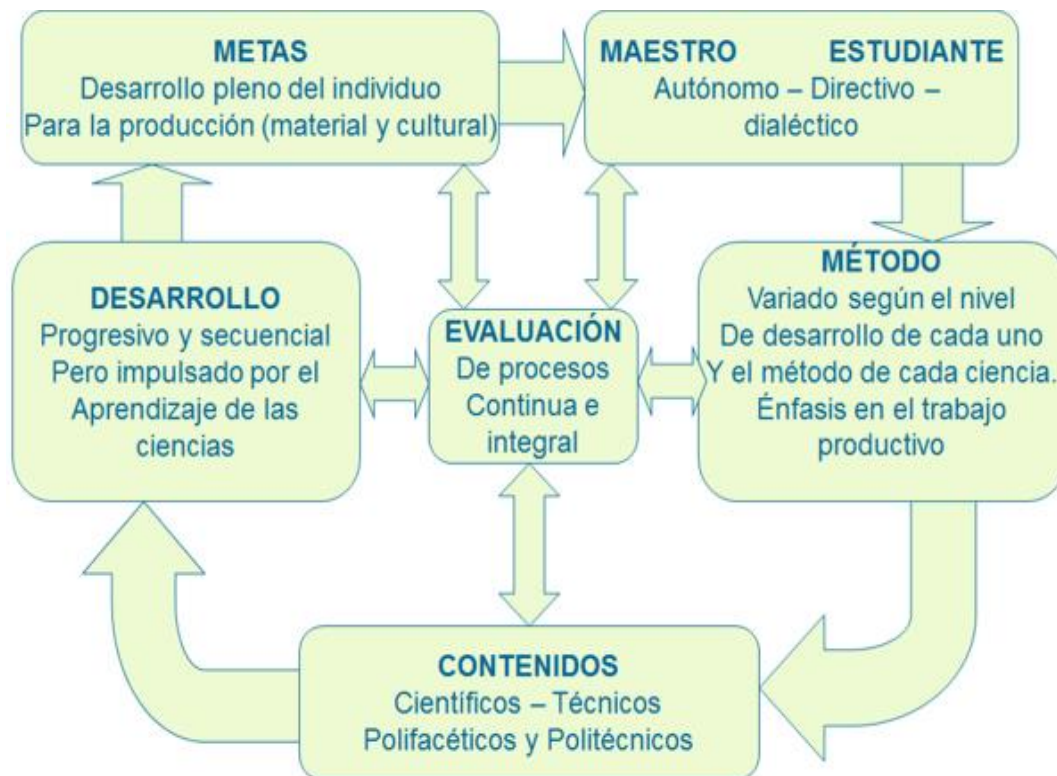 METAS
Desarrollo pleno del individuo
Para la producción (material y cultural)
MAESTRO ESTUDIANTE
Autónomo – Directivo –
dialéctico
DESARROLLO
Progresivo y secuencial
Pero impulsado por el
Aprendizaje de las
ciencias
EVALUACIÓN
De procesos
Continua e
integral
MÉTODO
Variado según el nivel
De desarrollo de cada uno
Y el método de cada ciencia.
Énfasis en el trabajo
productivo
CONTENIDOS
Científicos – Técnicos
Polifacéticos y Politécnicos